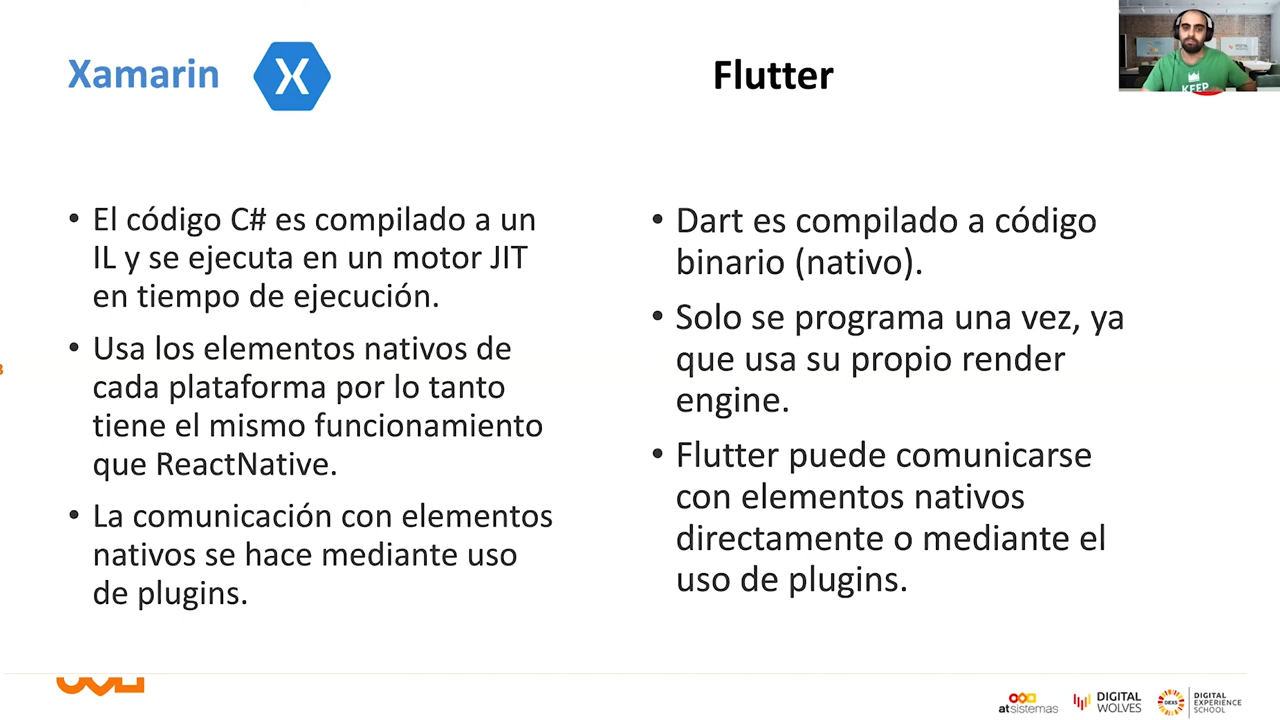 Xamarin
X
Flutter
KEEP
• El código C# es compilado a un
IL y se ejecuta en un motor JIT
en tiempo de ejecución.
• Usa los elementos nativos de
cada plataforma por lo tanto
tiene el mismo funcionamiento
que ReactNative.
• La comunicación con elementos
nativos se hace mediante uso
de plugins.
• Dart es compilado a código
binario (nativo).
• Solo se programa una vez, ya
que usa su propio render
engine.
• Flutter puede comunicarse
con elementos nativos
directamente o mediante el
uso de plugins.
atsistemas
DIGITAL
WOLVES
DEXS
DIGITAL
EXPERIENCE
SCHOOL